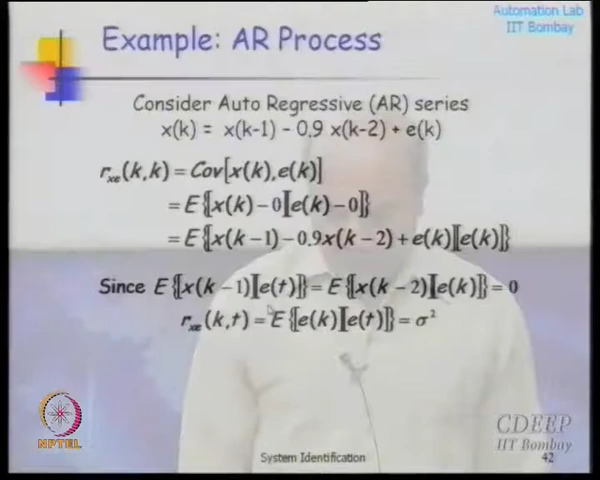 Automation Lab
IIT Bombay
Example: AR Process
Consider Auto Regressive (AR) series
x(k) = x(k-1) - 0.9 x(k-2) + e(k)
r_xe(k,k) = Cov[x(k),e(k)]
= E{[x(k)-0][e(k)-0]}
= E{[x(k-1)-0.9x(k-2)+e(k)][e(k)]}
Since E{[x(k-1)][e(t)]} = E{[x(k-2)][e(k)]} = 0
r_xe(k,t) = E{[e(k)][e(t)]} = σ²
NPTEL
CDEEP
IIT Bombay
System Identification
42